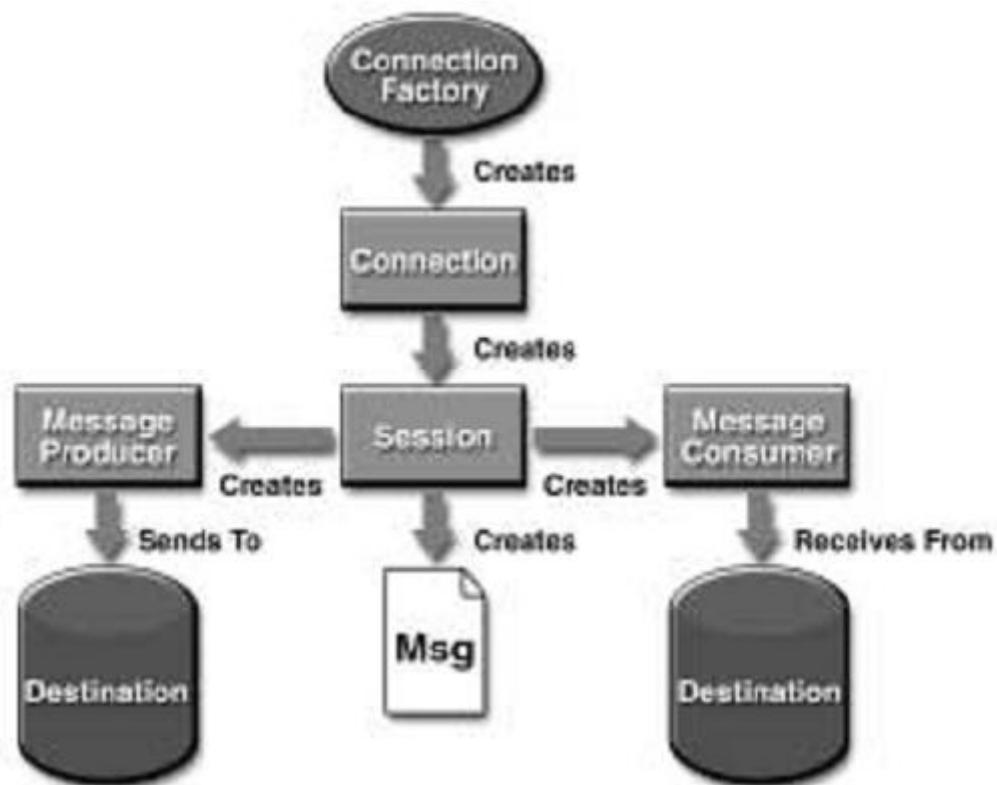 Connection
Factory
Creates
Connection
Creates
Message
Producer
Session
Message
Consumer
Creates
Creates
Sends To
Creates
Receives From
Destination
Msg
Destination